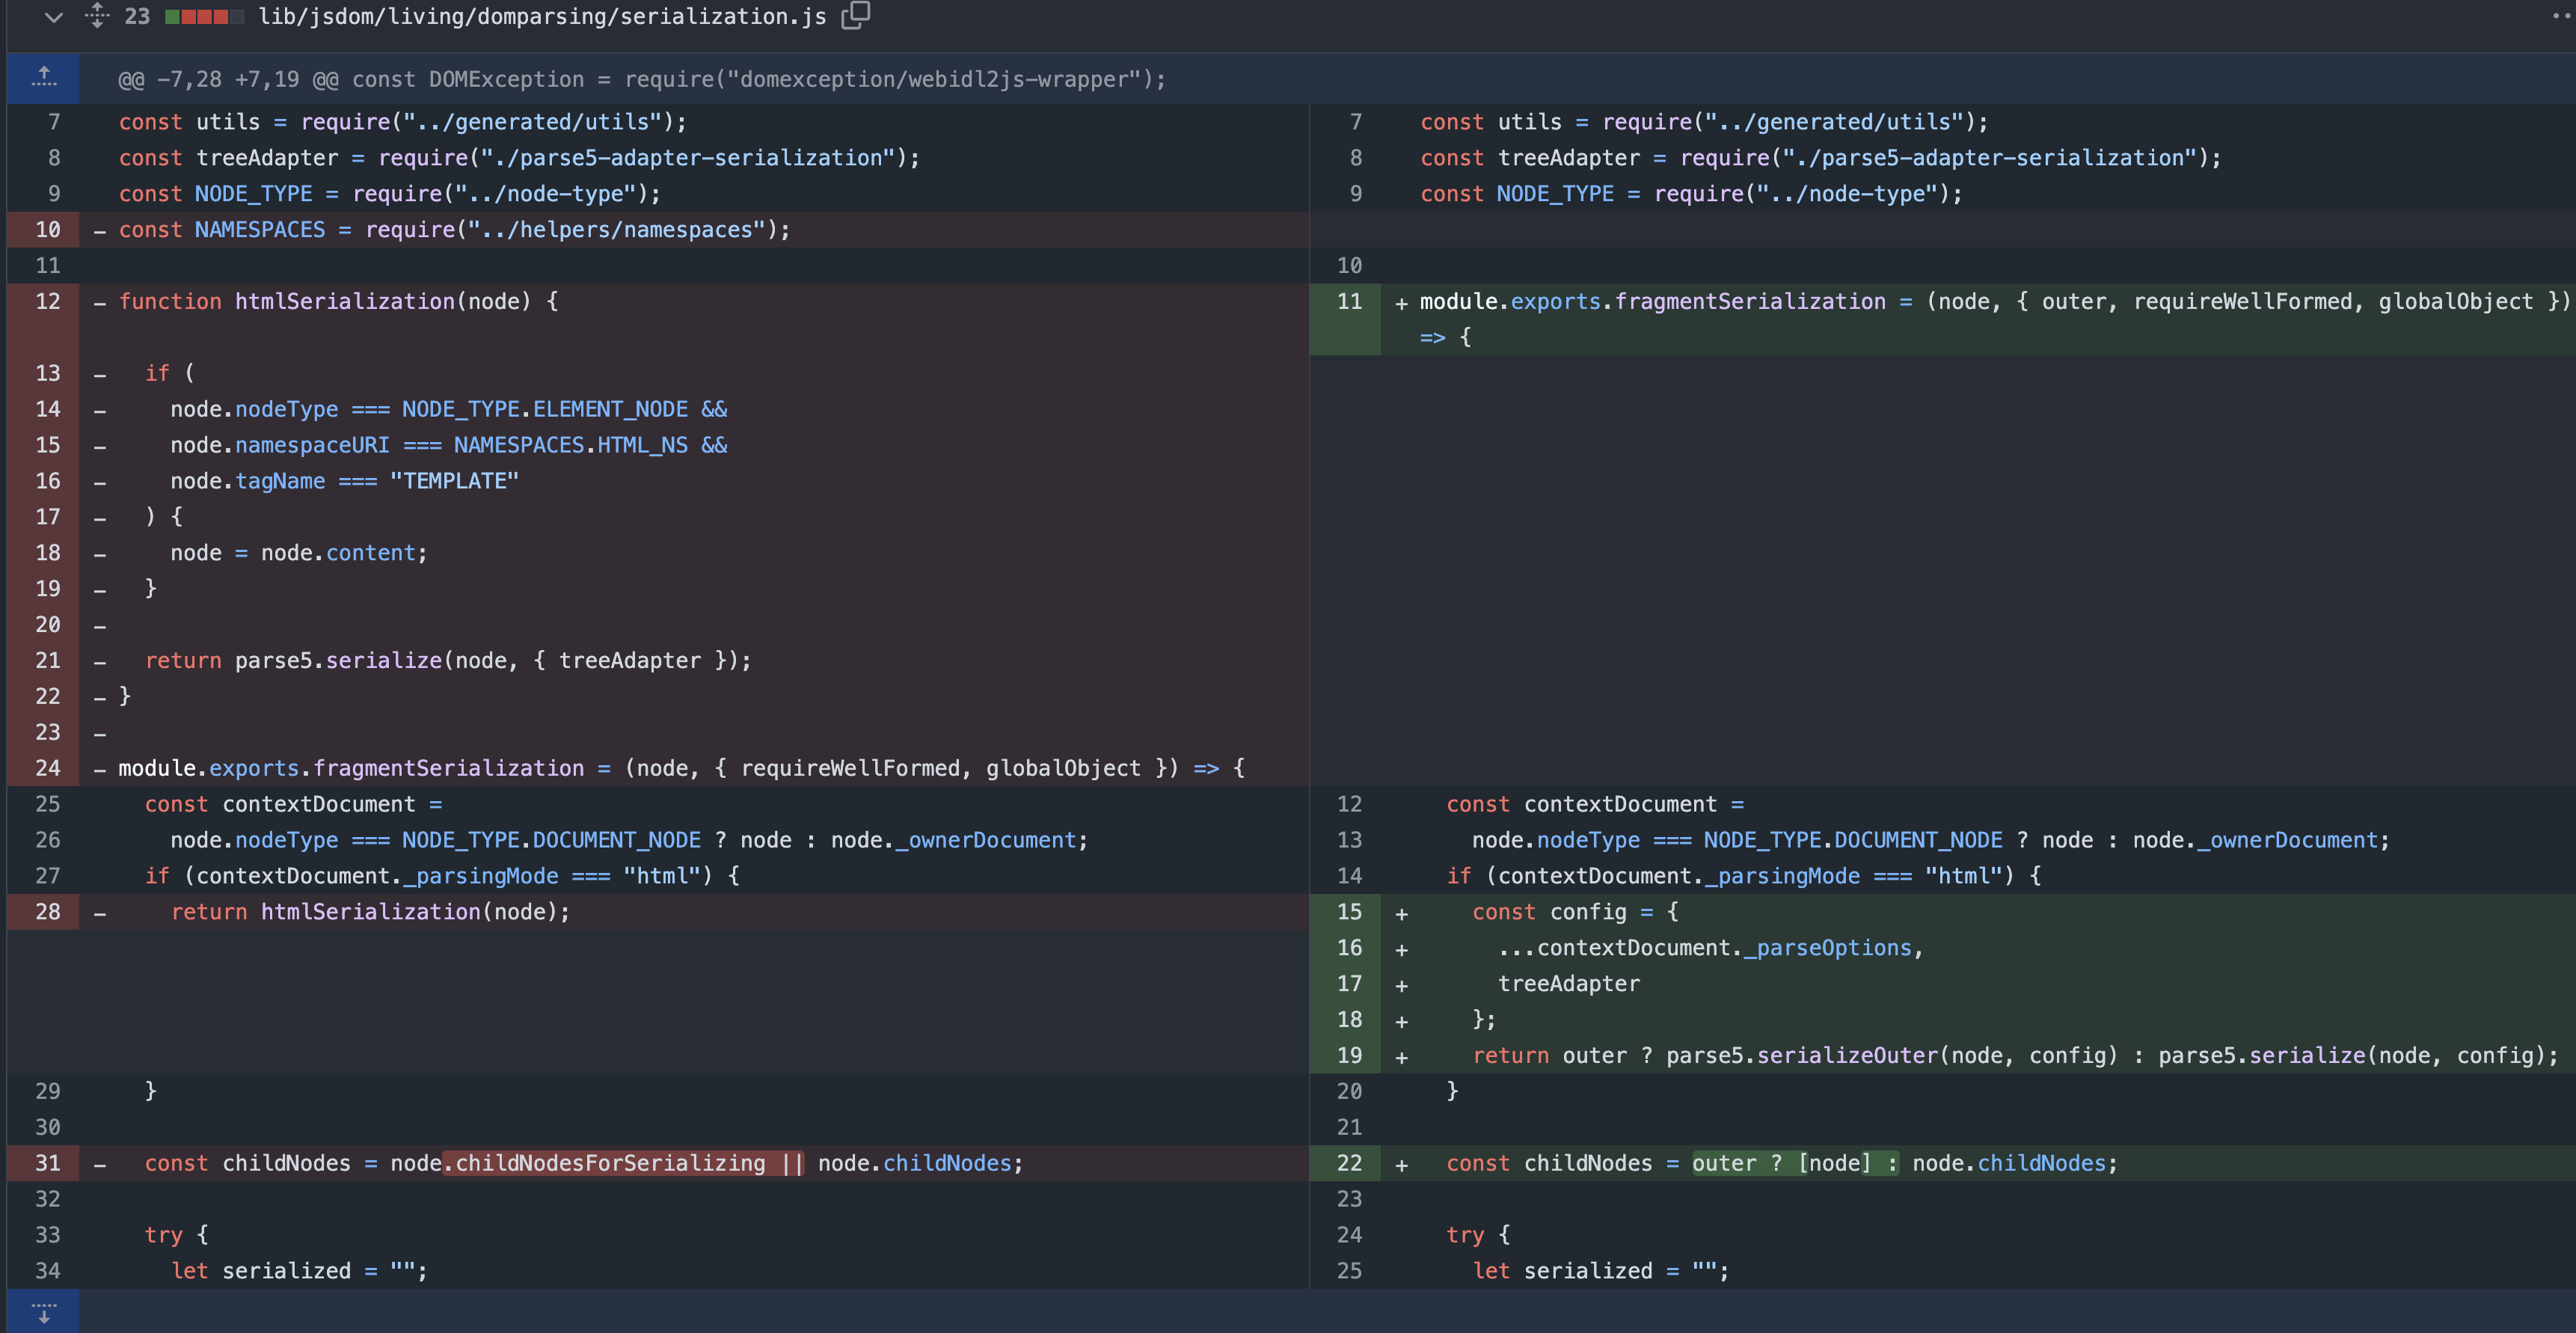 23 lib/jsdom/living/domparsing/serialization.js
@@ -7,28 +7,19 @@ const DOMException = require("domexception/webidl2js-wrapper");
7 const utils = require("../generated/utils");
8 const treeAdapter = require("./parse5-adapter-serialization");
9 const NODE_TYPE = require("../node-type");
10 - const NAMESPACES = require("../helpers/namespaces");
11
12 - function htmlSerialization(node) {
13 - if (
14 - node.nodeType === NODE_TYPE.ELEMENT_NODE &&
15 - node.namespaceURI === NAMESPACES.HTML_NS &&
16 - node.tagName === "TEMPLATE"
17 - ) {
18 - node = node.content;
19 - }
20 -
21 - return parse5.serialize(node, { treeAdapter });
22 - }
23 -
24 - module.exports.fragmentSerialization = (node, { requireWellFormed, globalObject }) => {
25 const contextDocument =
26 node.nodeType === NODE_TYPE.DOCUMENT_NODE ? node : node._ownerDocument;
27 if (contextDocument._parsingMode === "html") {
28 - return htmlSerialization(node);
29 }
30
31 - const childNodes = node.childNodesForSerializing || node.childNodes;
32
33 try {
34 let serialized = "";
7 const utils = require("../generated/utils");
8 const treeAdapter = require("./parse5-adapter-serialization");
9 const NODE_TYPE = require("../node-type");
10
11 + module.exports.fragmentSerialization = (node, { outer, requireWellFormed, globalObject })
=> {
12 const contextDocument =
13 node.nodeType === NODE_TYPE.DOCUMENT_NODE ? node : node._ownerDocument;
14 if (contextDocument._parsingMode === "html") {
15 + const config = {
16 + ...contextDocument._parseOptions,
17 + treeAdapter
18 + };
19 + return outer ? parse5.serializeOuter(node, config) : parse5.serialize(node, config);
20 }
21
22 + const childNodes = outer ? [node] : node.childNodes;
23
24 try {
25 let serialized = "";